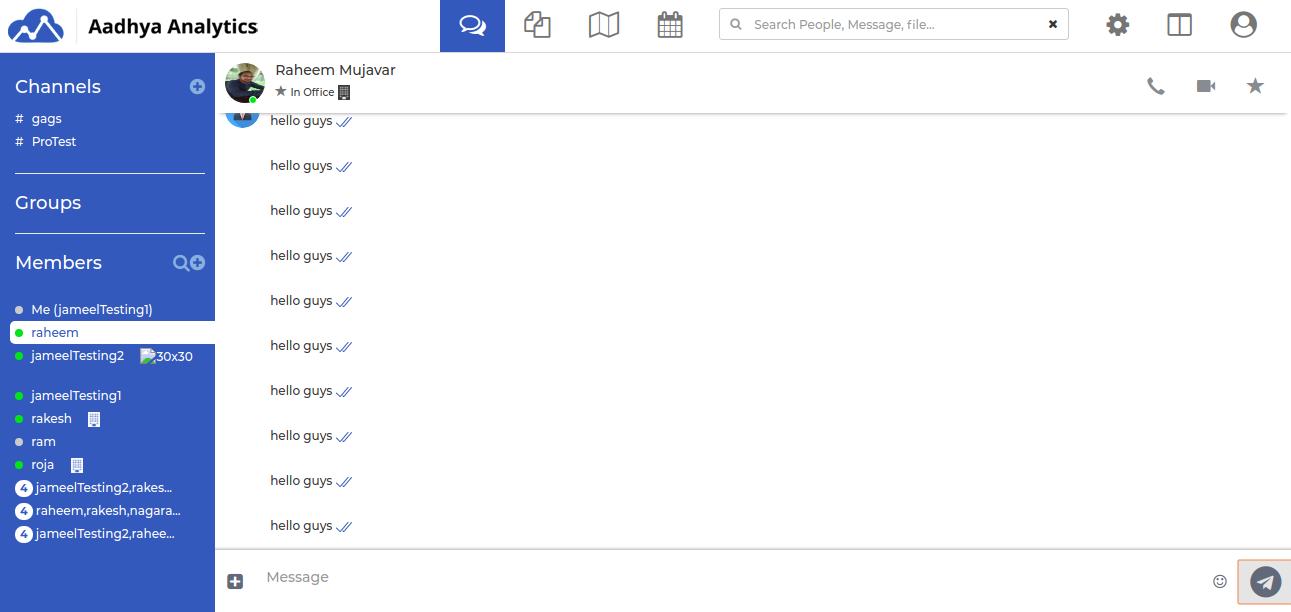 Aadhya Analytics
Search People, Message, file...
Channels
# gags
# ProTest
Groups
Members
Me (jameelTesting1)
raheem
jameelTesting2 30x30
jameelTesting1
rakesh
ram
roja
4 jameelTesting2,rakes...
4 raheem,rakesh,nagara...
4 jameelTesting2,rahee...
Raheem Mujavar
In Office
hello guys
hello guys
hello guys
hello guys
hello guys
hello guys
hello guys
hello guys
hello guys
hello guys
Message